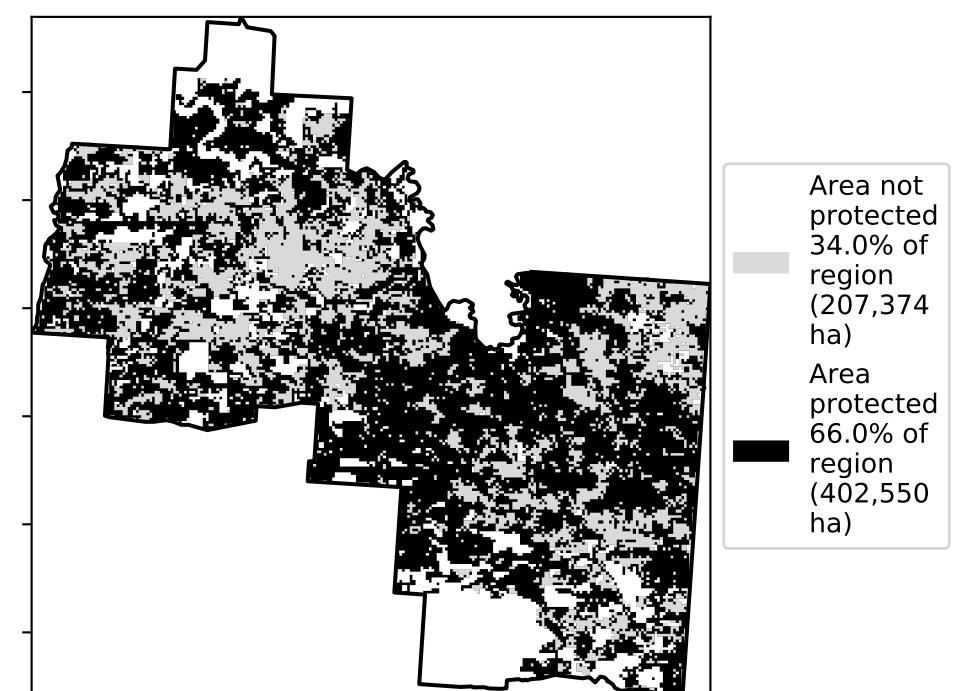 Area not
protected
34.0% of
region
(207,374
ha)
Area
protected
66.0% of
region
(402,550
ha)